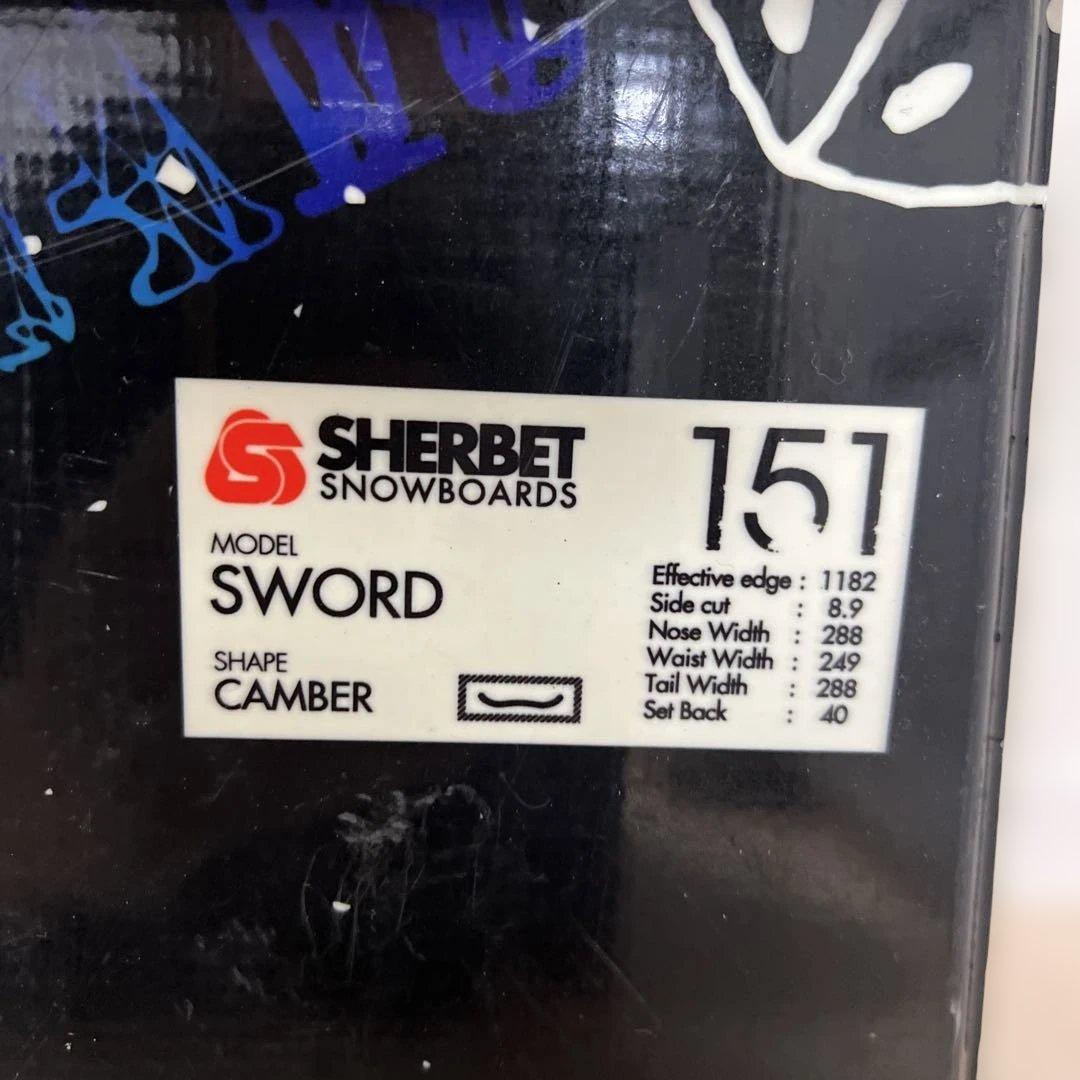 SHERBET
SNOWBOARDS
MODEL
SWORD
SHAPE
CAMBER
151
Effective edge : 1182
Side cut : 8.9
Nose Width : 288
Waist Width : 249
Tail Width : 288
Set Back : 40